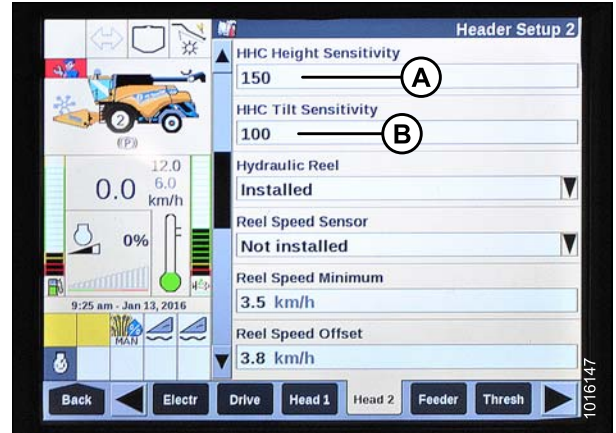 Header Setup 2
HHC Height Sensitivity
150
A
HHC Tilt Sensitivity
100
B
Hydraulic Reel
Installed
Reel Speed Sensor
Not installed
Reel Speed Minimum
3.5 km/h
Reel Speed Offset
3.8 km/h
2
(P)
12.0
0.0 6.0
km/h
0%
9:25 am - Jan 13, 2016
MAN
Back Electr Drive Head 1 Head 2 Feeder Thresh
1016147